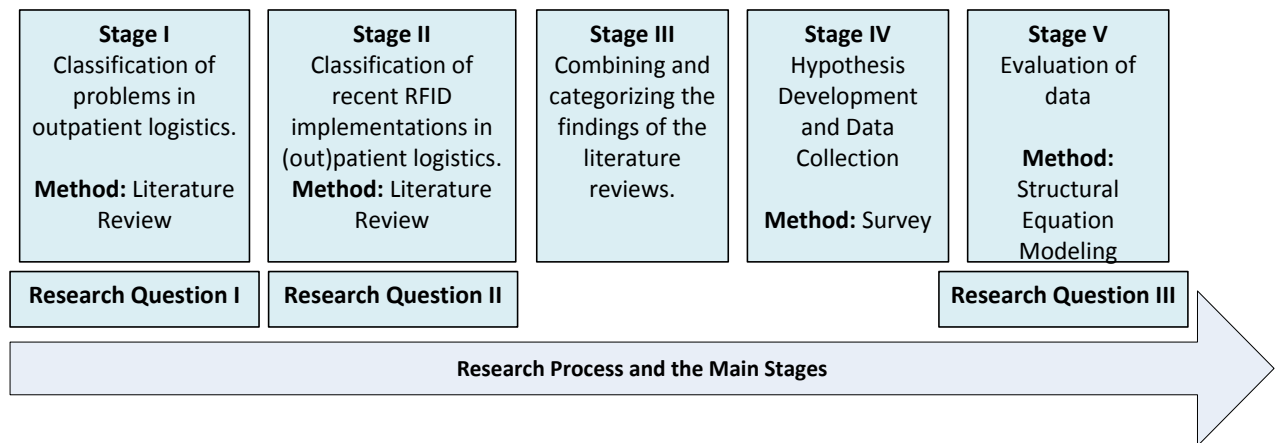 Stage I
Classification of
problems in
outpatient logistics.
Method: Literature
Review
Stage II
Classification of
recent RFID
implementations in
(out)patient logistics.
Method: Literature
Review
Stage III
Combining and
categorizing the
findings of the
literature
reviews.
Stage IV
Hypothesis
Development
and Data
Collection
Method: Survey
Stage V
Evaluation of
data
Method:
Structural
Equation
Modeling
Research Question I
Research Question II
Research Question III
Research Process and the Main Stages